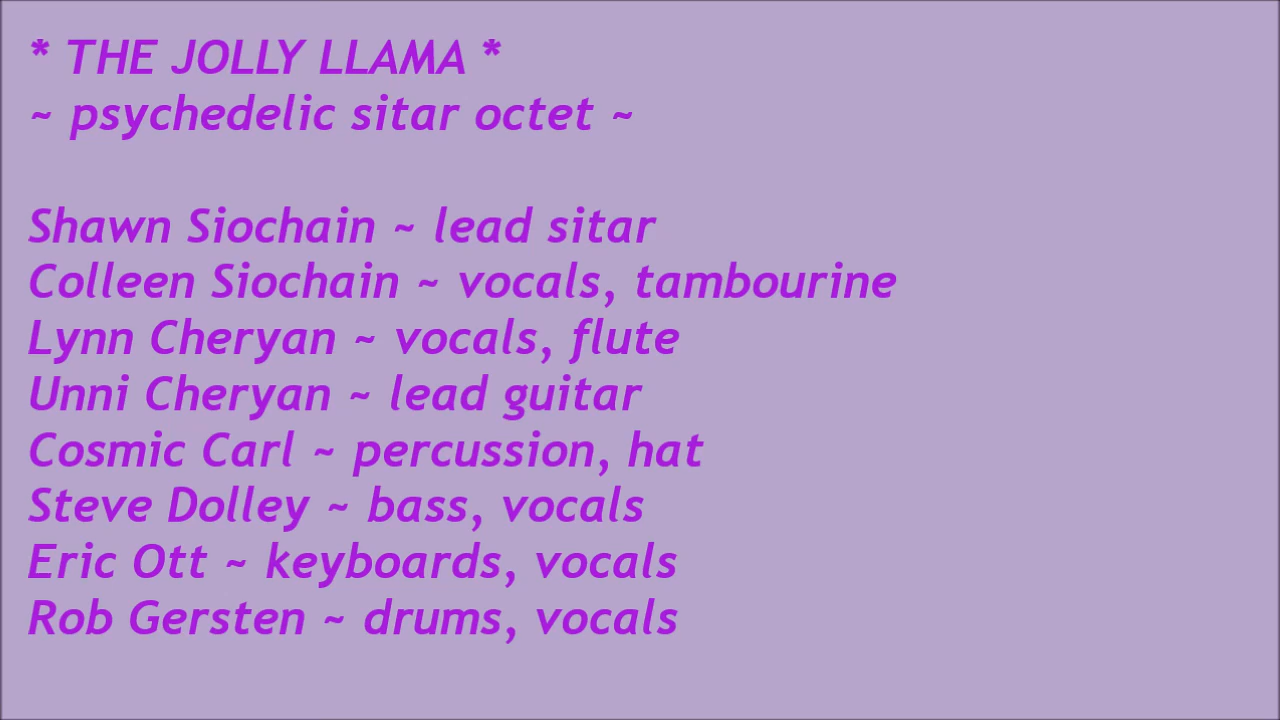 * THE JOLLY LLAMA *
~ psychedelic sitar octet ~
Shawn Siochain ~ lead sitar
Colleen Siochain ~ vocals, tambourine
Lynn Cheryan ~ vocals, flute
Unni Cheryan ~ lead guitar
Cosmic Carl ~ percussion, hat
Steve Dolley ~ bass, vocals
Eric Ott ~ keyboards, vocals
Rob Gersten ~ drums, vocals